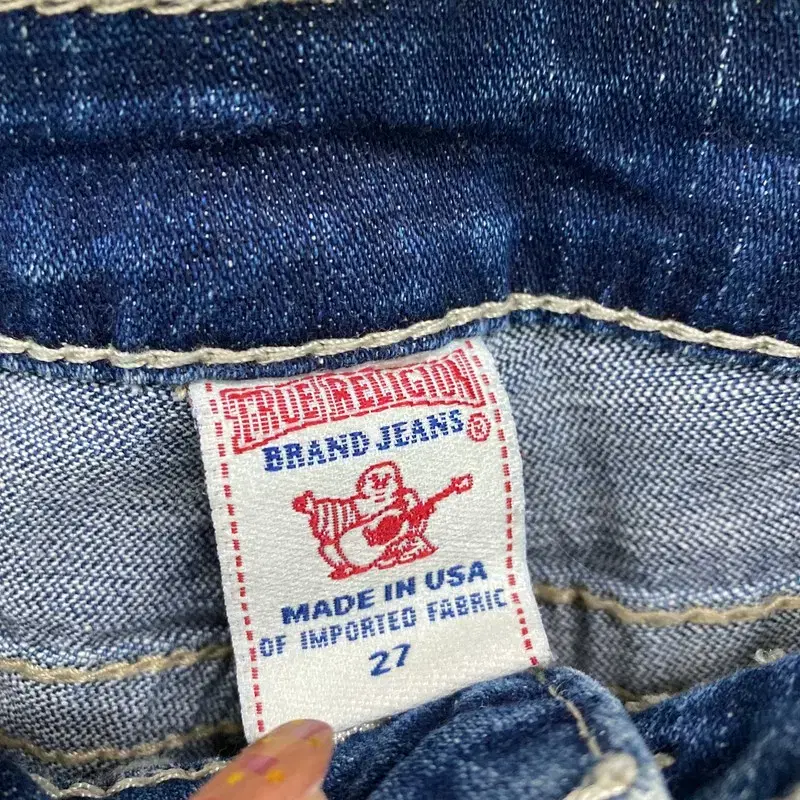 TRUE RELIGION
BRAND JEANS®
MADE IN USA
OF IMPORTED FABRIC
27